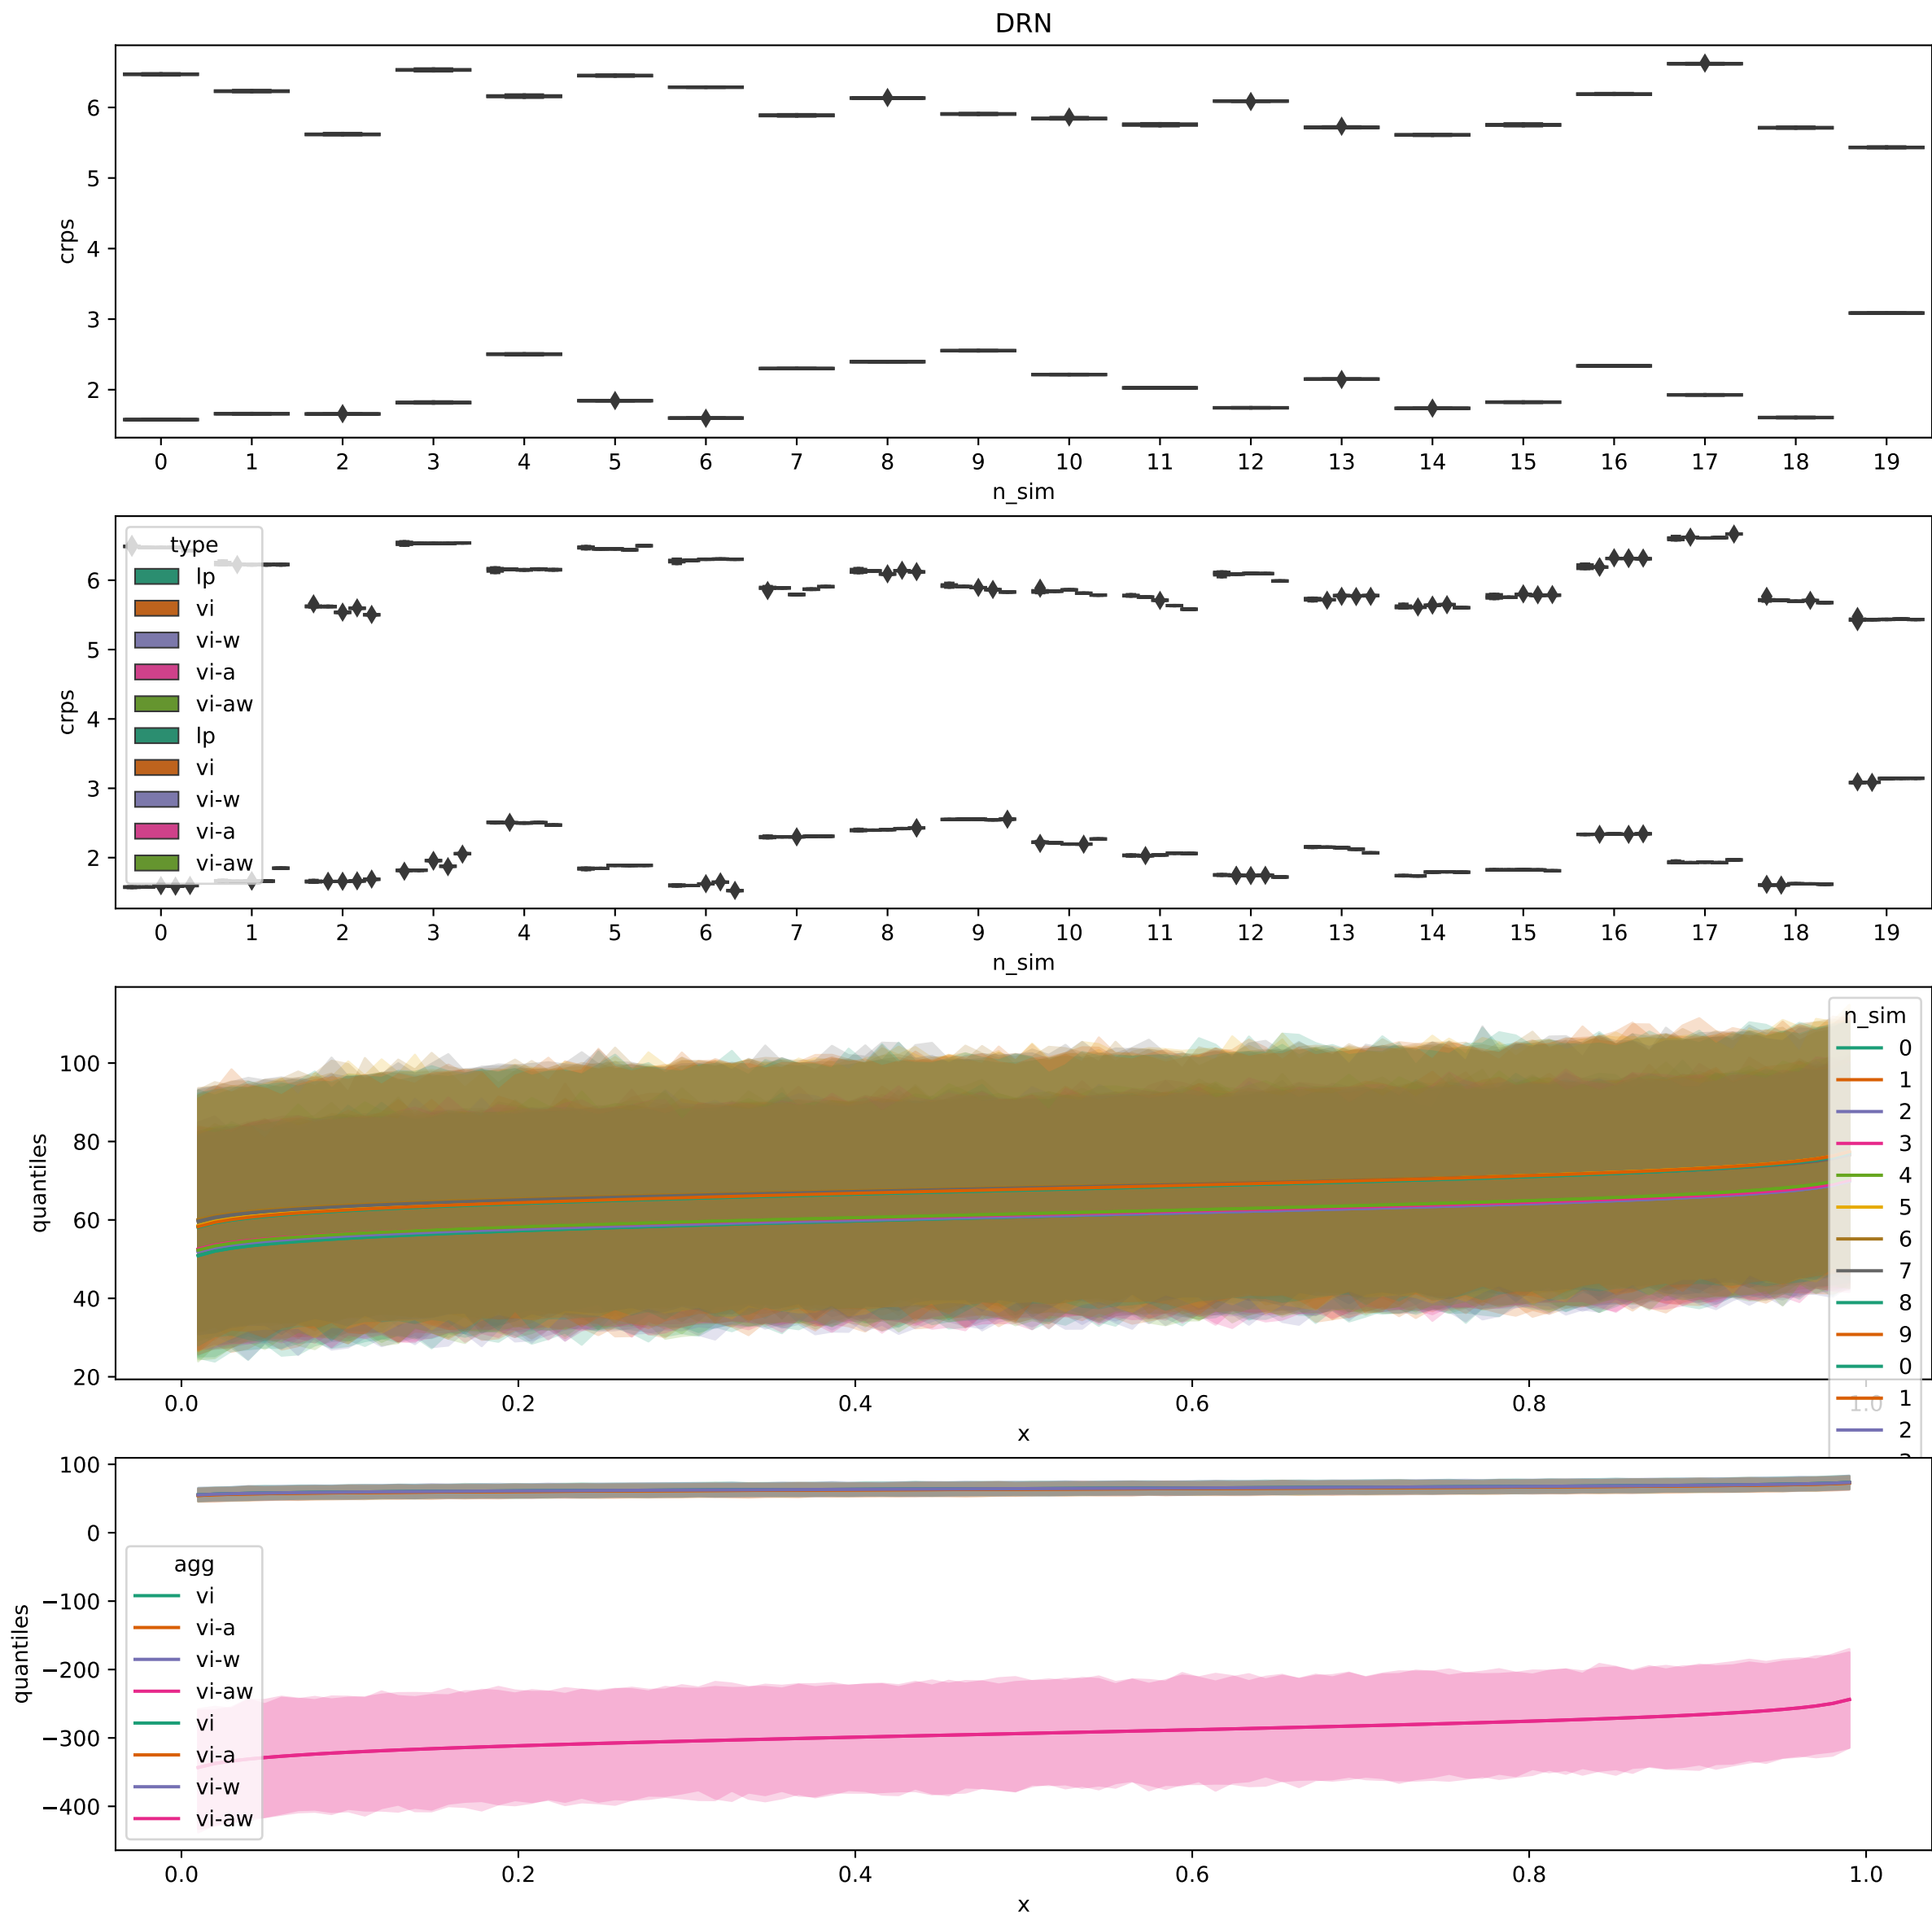 DRN
crps
6
5
4
3
2
0 1 2 3 4 5 6 7 8 9 10 11 12 13 14 15 16 17 18 19
n_sim
crps
6
5
4
3
2
type
lp
vi
vi-w
vi-a
vi-aw
lp
vi
vi-w
vi-a
vi-aw
0 1 2 3 4 5 6 7 8 9 10 11 12 13 14 15 16 17 18 19
n_sim
quantiles
100
80
60
40
20
n_sim
0
1
2
3
4
5
6
7
8
9
0
1
2
0.0 0.2 0.4 0.6 0.8 1.0
x
quantiles
100
0
−100
−200
−300
−400
agg
vi
vi-a
vi-w
vi-aw
vi
vi-a
vi-w
vi-aw
0.0 0.2 0.4 0.6 0.8 1.0
x